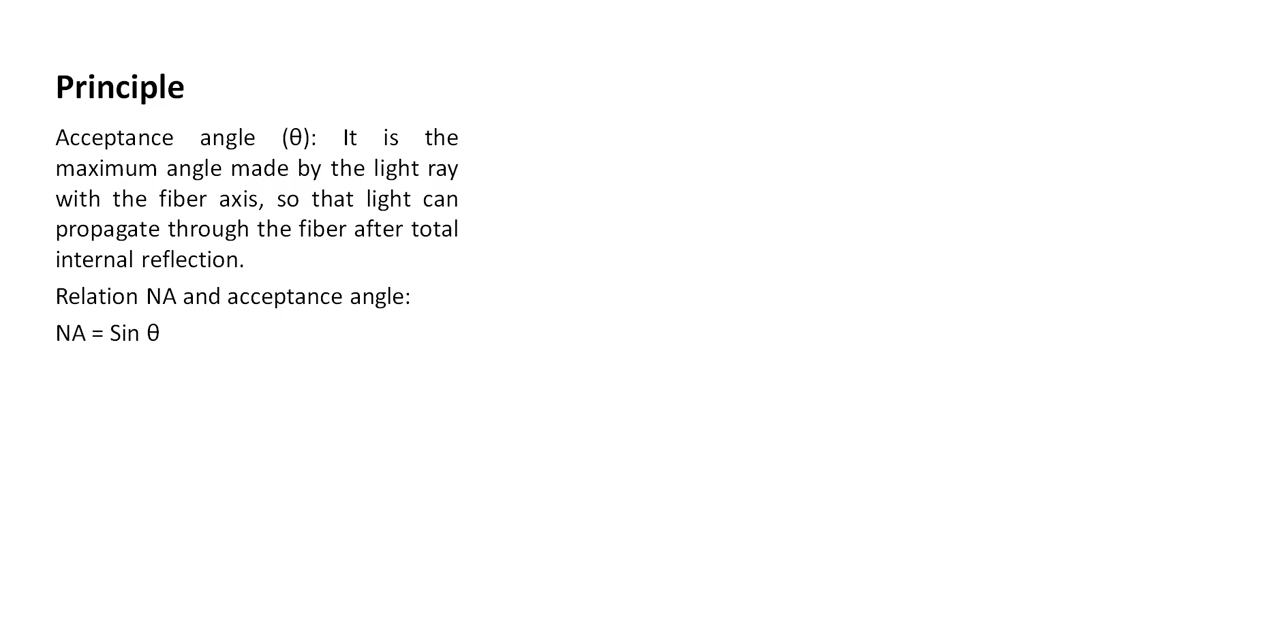 Principle
Acceptance angle (θ): It is the
maximum angle made by the light ray
with the fiber axis, so that light can
propagate through the fiber after total
internal reflection.
Relation NA and acceptance angle:
NA = Sin θ